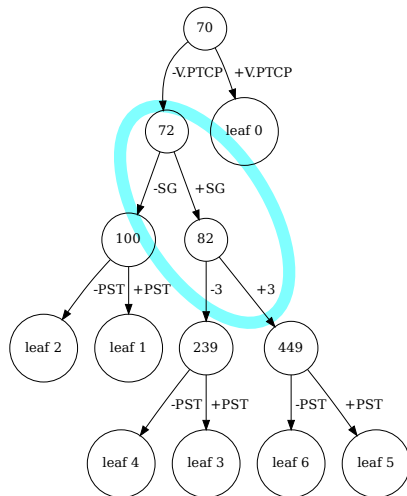 70
-V.PTCP +V.PTCP
72 leaf 0
-SG +SG
100 82
-PST +PST -3 +3
leaf 2 leaf 1 239 449
-PST +PST -PST +PST
leaf 4 leaf 3 leaf 6 leaf 5